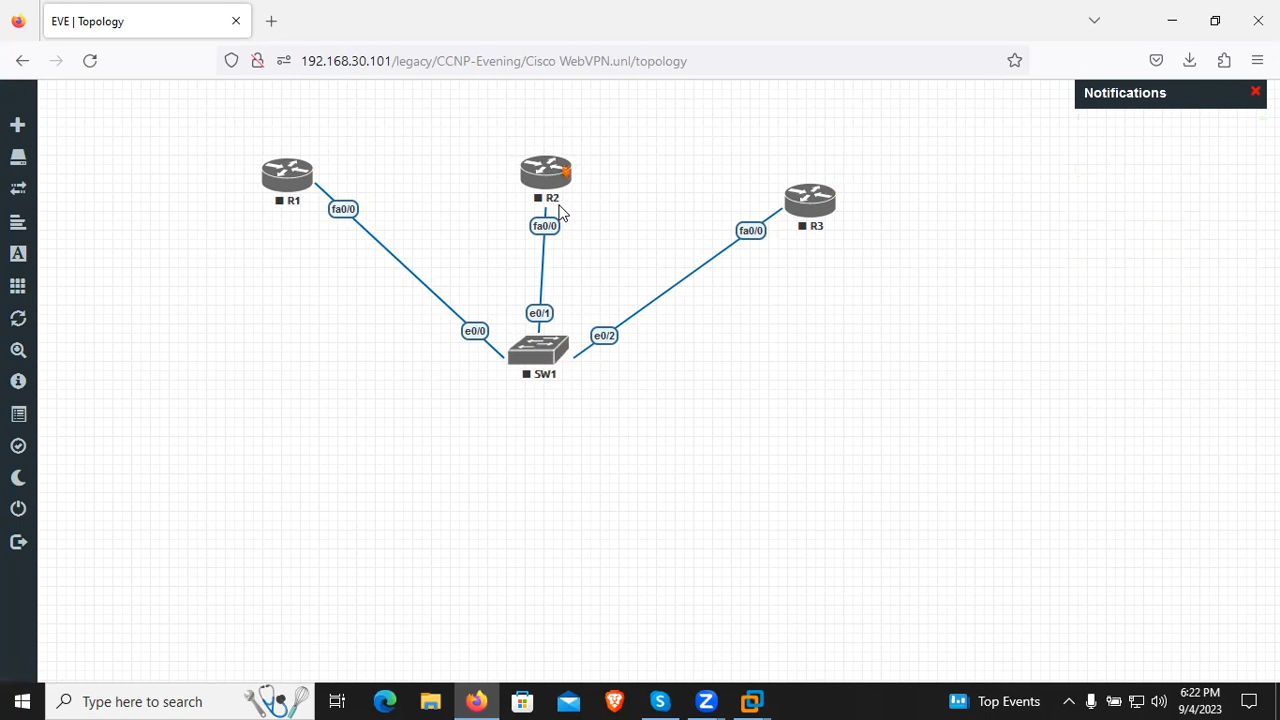 EVE | Topology
192.168.30.101/legacy/CCNP-Evening/Cisco WebVPN.unl/topology
Notifications
R1
R2
R3
fa0/0
fa0/0
fa0/0
e0/0
e0/1
e0/2
SW1
Type here to search
Top Events
6:22 PM
9/4/2023